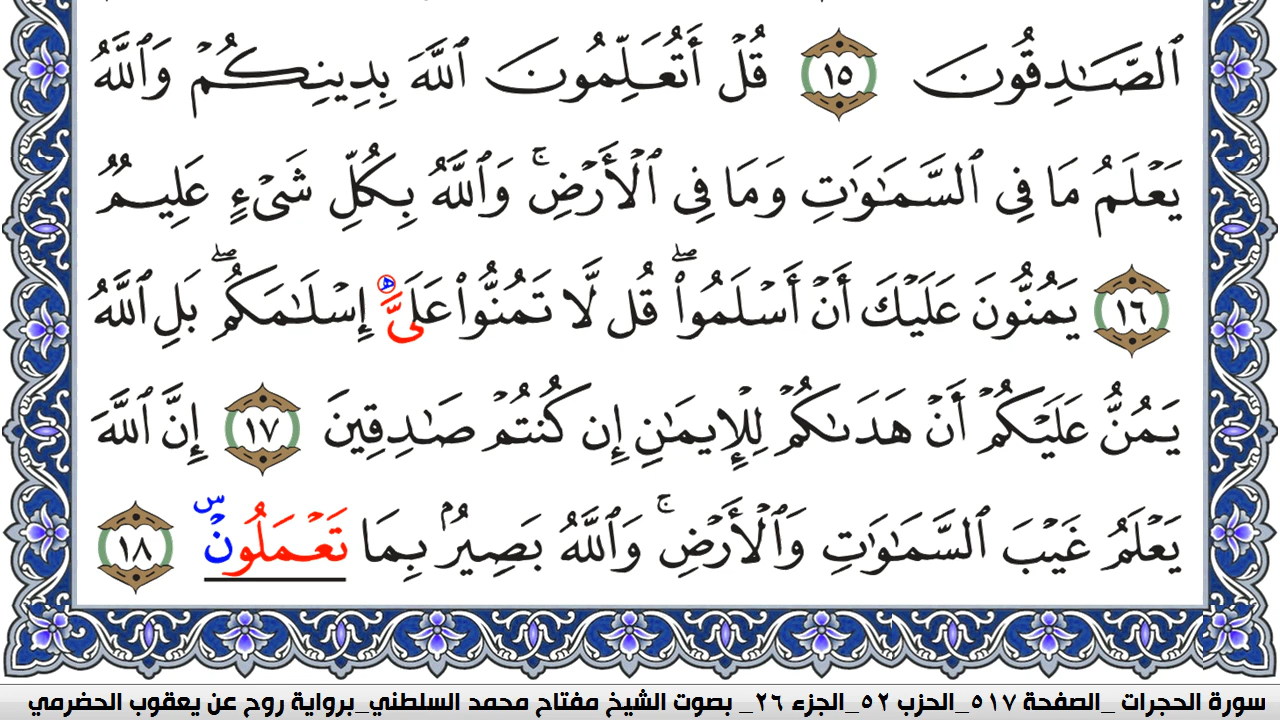 ٱلصَّـٰدِقُونَ ١٥ قُلْ أَتُعَلِّمُونَ ٱللَّهَ بِدِينِكُمْ وَٱللَّهُ
يَعْلَمُ مَا فِي ٱلسَّمَـٰوَٰتِ وَمَا فِي ٱلْأَرْضِۚ وَٱللَّهُ بِكُلِّ شَيْءٍ عَلِيمٌ
١٦ يَمُنُّونَ عَلَيْكَ أَنْ أَسْلَمُوا۟ۖ قُل لَّا تَمُنُّوا۟ عَلَىَّ ه إِسْلَـٰمَكُمۖ بَلِ ٱللَّهُ
يَمُنُّ عَلَيْكُمْ أَنْ هَدَىٰكُمْ لِلْإِيمَـٰنِ إِن كُنتُمْ صَـٰدِقِينَ ١٧ إِنَّ ٱللَّهَ
يَعْلَمُ غَيْبَ ٱلسَّمَـٰوَٰتِ وَٱلْأَرْضِۚ وَٱللَّهُ بَصِيرُۢ بِمَا تَعْمَلُونْ س ١٨
سورة الحجرات _الصفحة ٥١٧_الحزب ٥٢_الجزء ٢٦_ بصوت الشيخ مفتاح محمد السلطني_برواية روح عن يعقوب الحضرمي